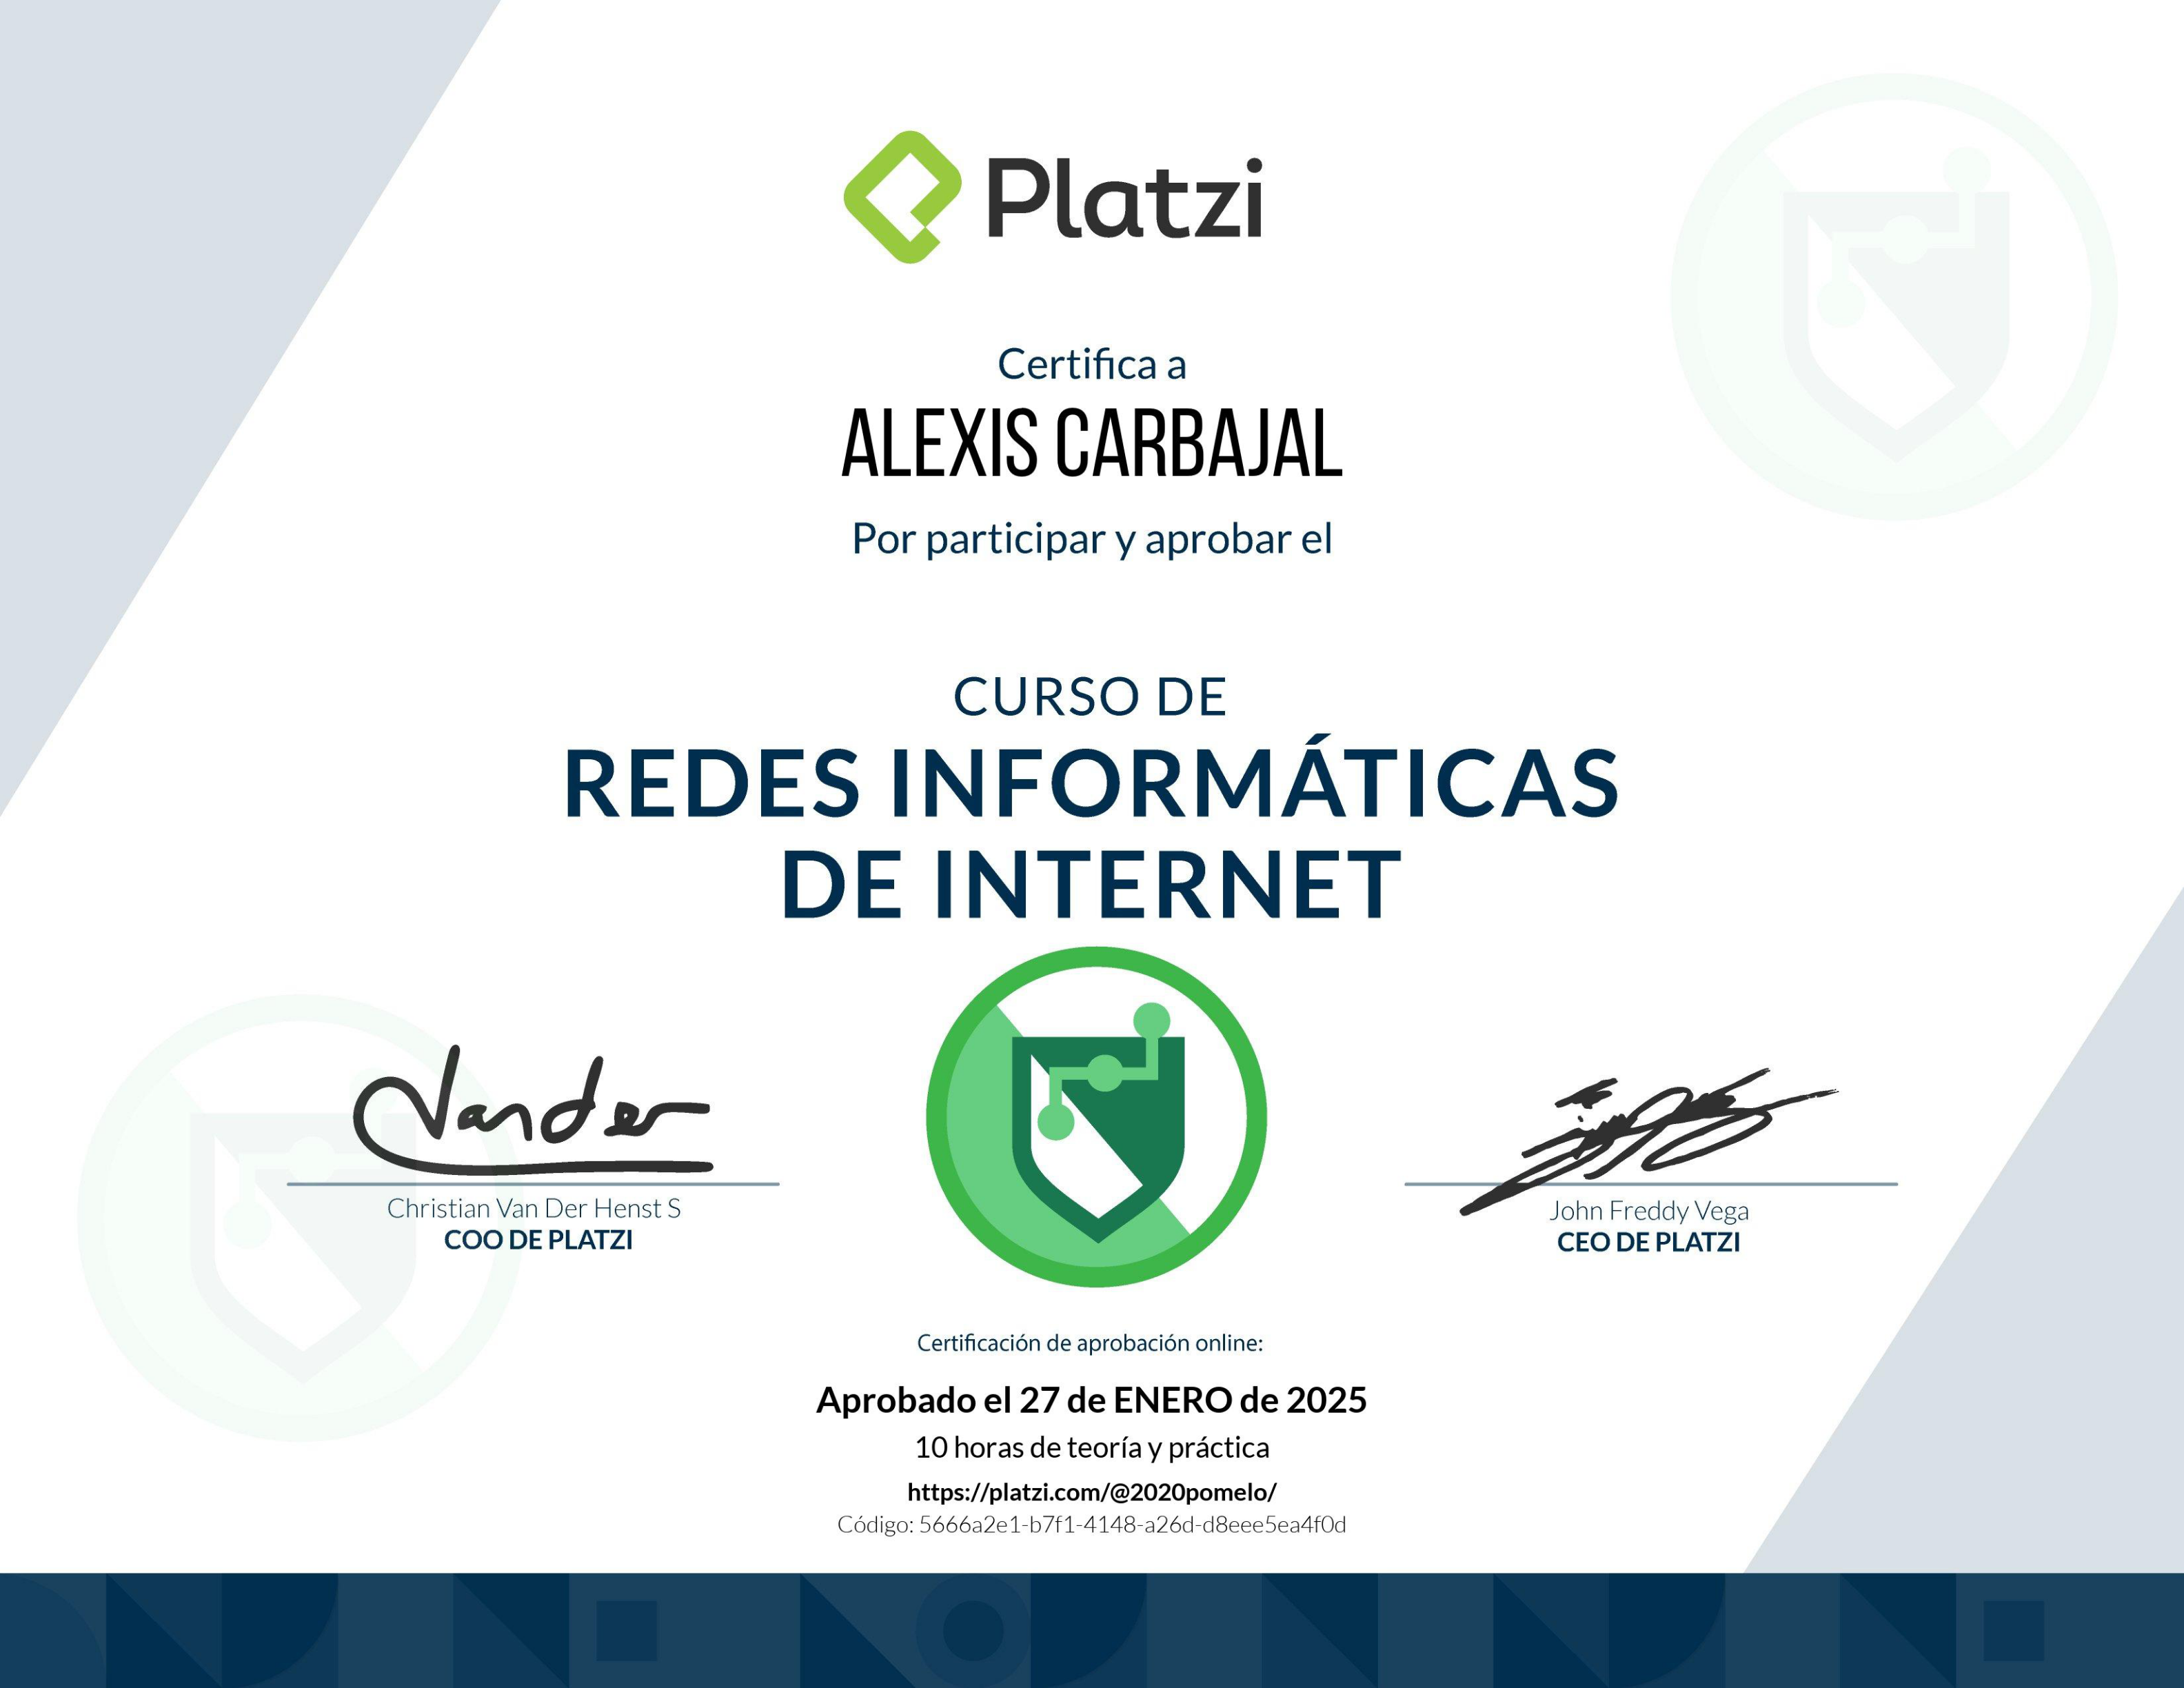 Platzi
Certifica a
ALEXIS CARBAJAL
Por participar y aprobar el
CURSO DE
REDES INFORMÁTICAS
DE INTERNET
Vander
Christian Van Der Henst S
COO DE PLATZI
John Freddy Vega
CEO DE PLATZI
Certificación de aprobación online:
Aprobado el 27 de ENERO de 2025
10 horas de teoría y práctica
https://platzi.com/@2020pomelo/
Código: 5666a2e1-b7f1-4148-a26d-d8eee5ea4f0d